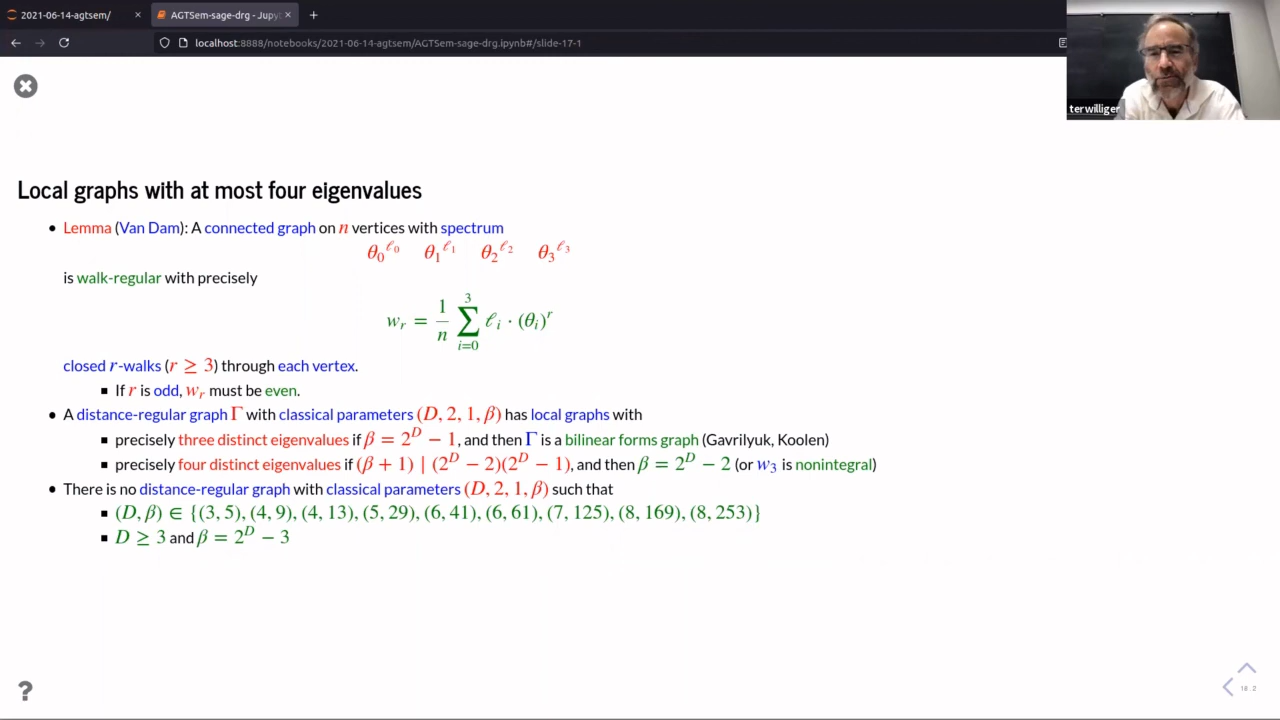 2021-06-14-agtsem/ × AGTSem-sage-drg - Jupyt × +
localhost:8888/notebooks/2021-06-14-agtsem/AGTSem-sage-drg.ipynb#/slide-17-1
terwilliger
Local graphs with at most four eigenvalues
• Lemma (Van Dam): A connected graph on n vertices with spectrum
θ₀^ℓ₀ θ₁^ℓ₁ θ₂^ℓ₂ θ₃^ℓ₃
is walk-regular with precisely
w_r = 1/n ∑_{i=0}^{3} ℓ_i · (θ_i)^r
closed r-walks (r ≥ 3) through each vertex.
▪ If r is odd, w_r must be even.
• A distance-regular graph Γ with classical parameters (D, 2, 1, β) has local graphs with
▪ precisely three distinct eigenvalues if β = 2^D − 1, and then Γ is a bilinear forms graph (Gavrilyuk, Koolen)
▪ precisely four distinct eigenvalues if (β + 1) | (2^D − 2)(2^D − 1), and then β = 2^D − 2 (or w₃ is nonintegral)
• There is no distance-regular graph with classical parameters (D, 2, 1, β) such that
▪ (D, β) ∈ {(3, 5), (4, 9), (4, 13), (5, 29), (6, 41), (6, 61), (7, 125), (8, 169), (8, 253)}
▪ D ≥ 3 and β = 2^D − 3
?
18.2